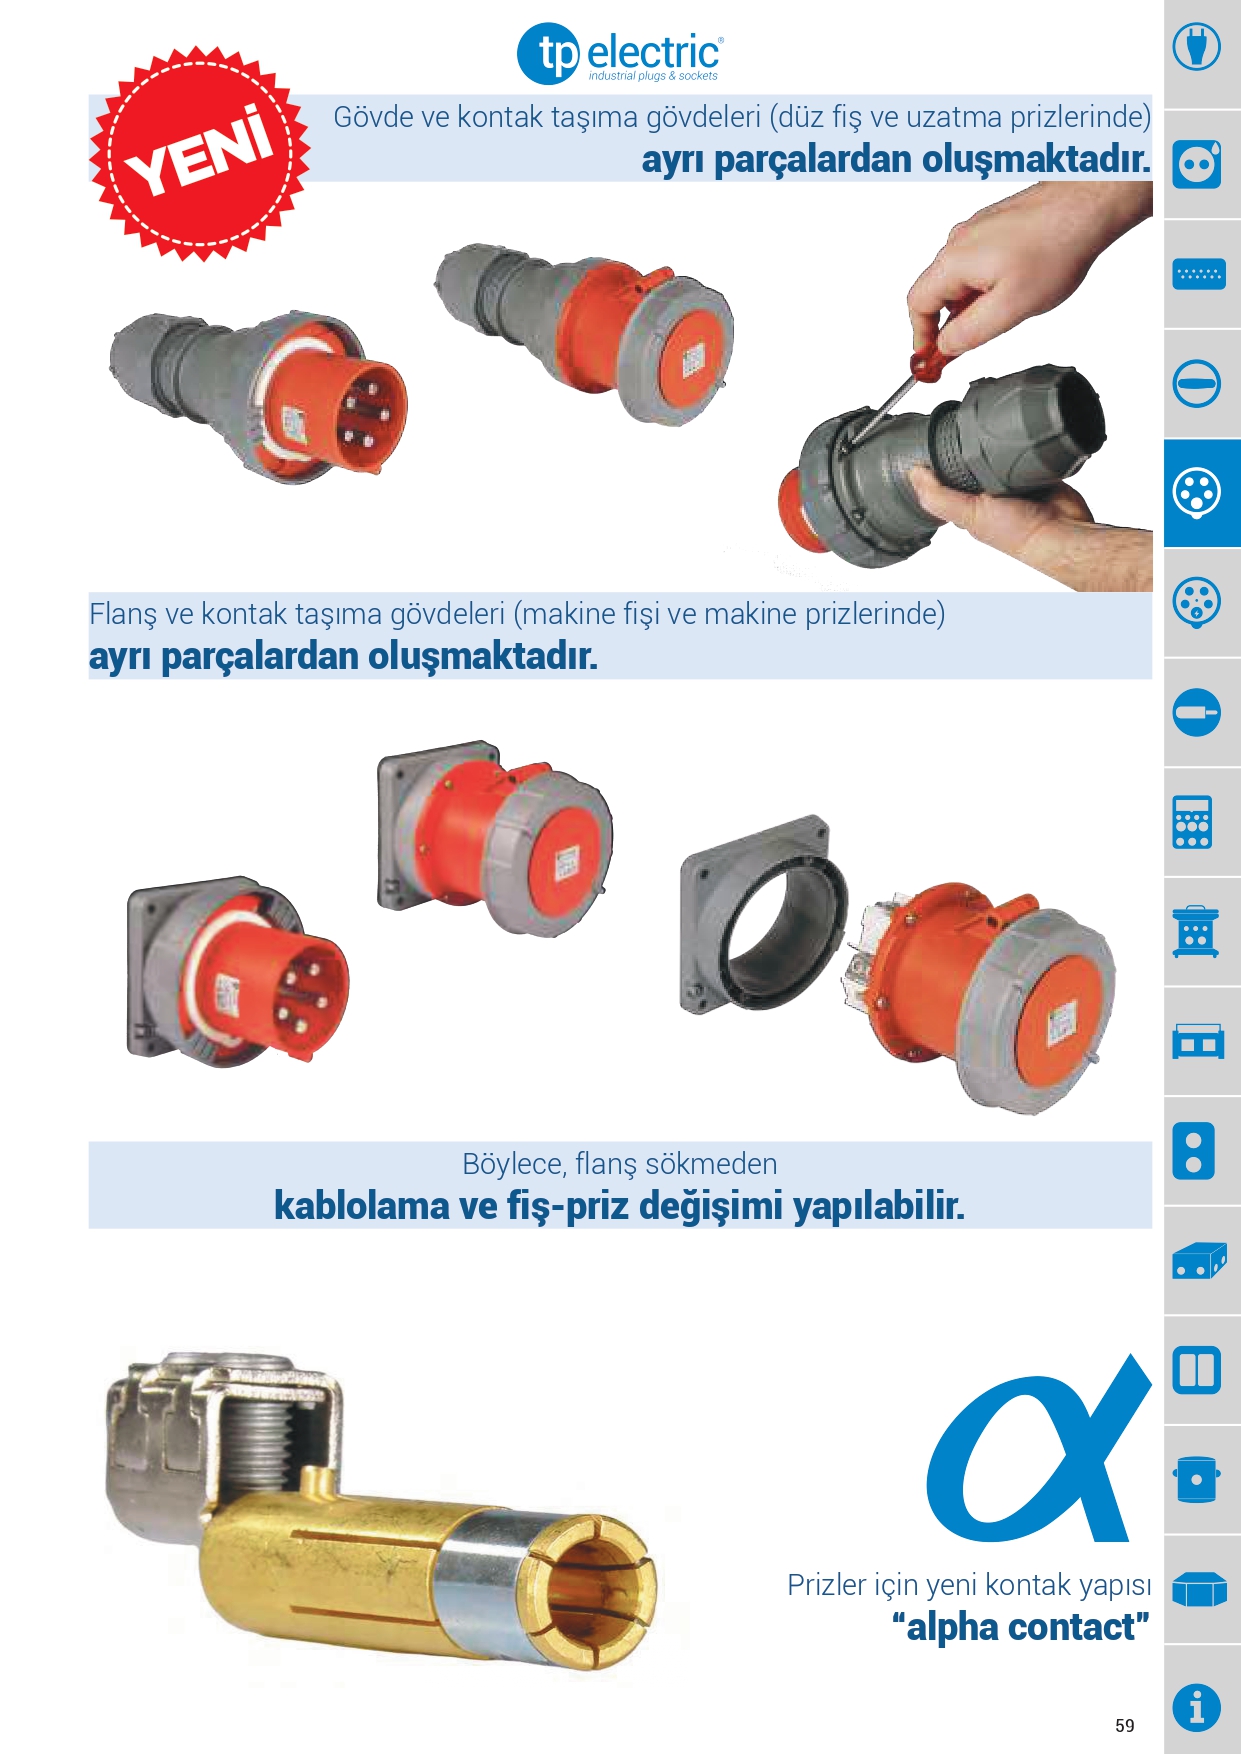 tp electric®
industrial plugs & sockets
YENİ
Gövde ve kontak taşıma gövdeleri (düz fiş ve uzatma prizlerinde)
ayrı parçalardan oluşmaktadır.
Flanş ve kontak taşıma gövdeleri (makine fişi ve makine prizlerinde)
ayrı parçalardan oluşmaktadır.
Böylece, flanş sökmeden
kablolama ve fiş-priz değişimi yapılabilir.
α
Prizler için yeni kontak yapısı
“alpha contact”
59